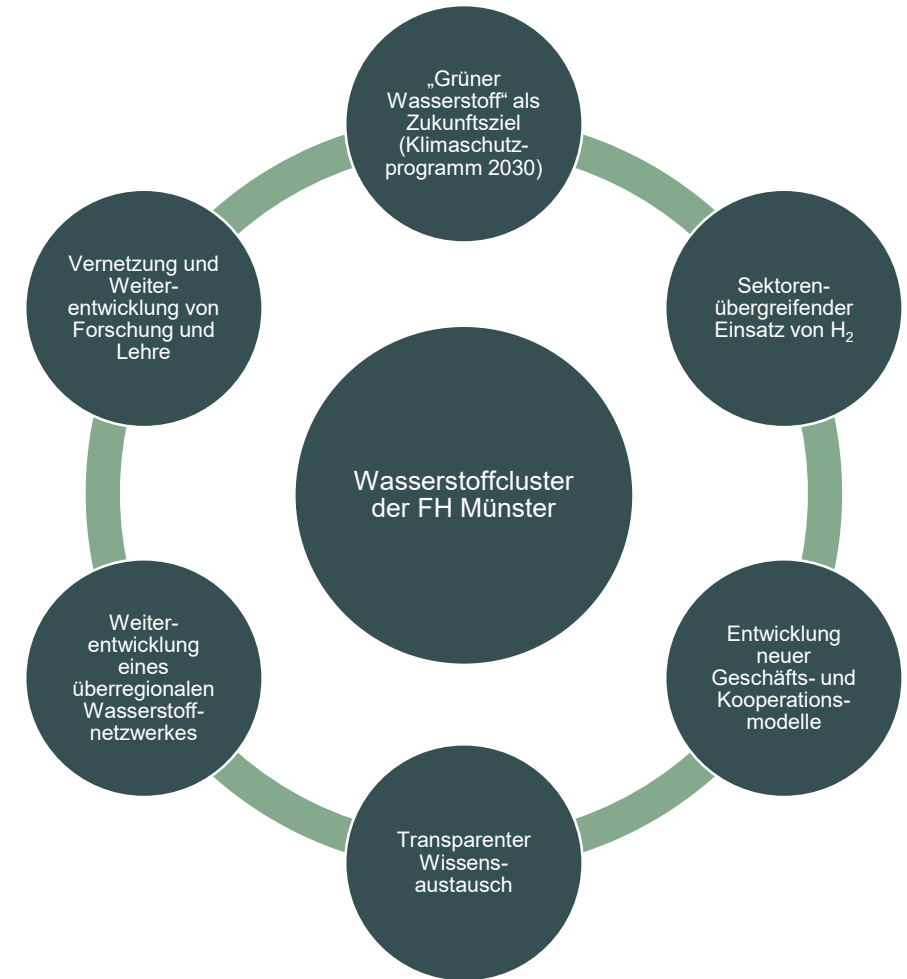 „Grüner
Wasserstoff“ als
Zukunftsziel
(Klimaschutz-
programm 2030)
Sektoren-
übergreifender
Einsatz von H₂
Entwicklung
neuer
Geschäfts- und
Kooperations-
modelle
Transparenter
Wissens-
austausch
Weiter-
entwicklung
eines
überregionalen
Wasserstoff-
netzwerkes
Vernetzung und
Weiter-
entwicklung von
Forschung und
Lehre
Wasserstoffcluster
der FH Münster